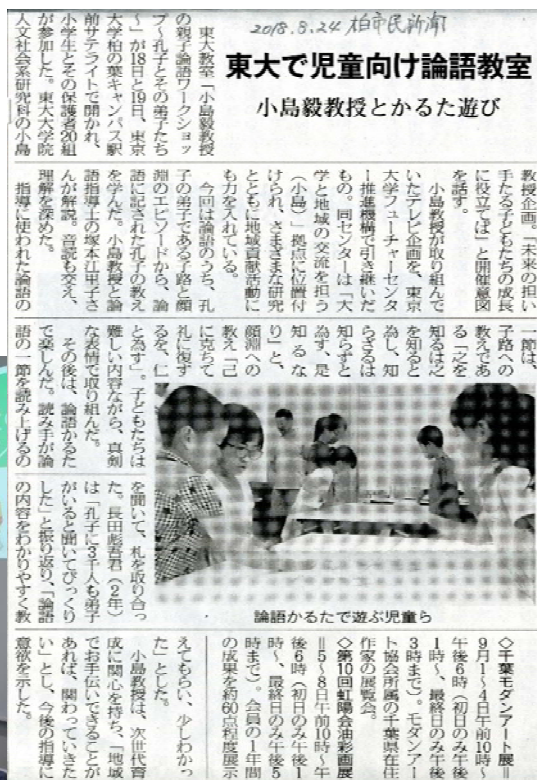 2018.8.24 柏市民新聞
東大で児童向け論語教室
小島毅教授とかるた遊び
東大教室「小島毅教授
の親子論語ワークショッ
プ〜孔子とその弟子たち
〜」が18日と19日、東京
大学柏の葉キャンパス駅
前サテライトで開かれ、
小学生とその保護者20組
が参加した。東大大学院
人文社会系研究科の小島
教授企画。「未来の担い
手たる子どもたちの成長
に役立てば」と開催意図
を話す。
小島教授が取り組んで
いたテレビ企画を、東京
大学フューチャーセンタ
ー推進機構で引き継いだ
もの。同センターは「大
学と地域の交流を担う
(小島)」拠点に位置付
けられ、さまざまな研究
とともに地域貢献活動に
も力を入れている。
今回は論語のうち、孔
子の弟子である子路と顔
淵のエピソードから、論
語に記された孔子の教え
を学んだ。小島教授と論
語指導士の塚本江里子さ
んが解説。音読も交え、
理解を深めた。
指導に使われた論語の
一節は、
子路への
教えであ
る「之を
知るは之
を知ると
為し、知
らざるは
知らずと
為す、是
知るな
り」と、
顔淵への
教え「己
に克ちて
礼に復す
るを、仁
と為す」。子どもたちは
難しい内容ながら、真剣
な表情で取り組んだ。
その後は、論語かるた
で楽しんだ。読み手が論
語の一節を読み上げるの
を聞いて、札を取り合っ
た。長田彪吾君(2年)
は「孔子に3千人も弟子
がいると聞いてびっくり
した」と振り返り、「論語
の内容をわかりやすく教
論語かるたで遊ぶ児童ら
えてもらい、少しわかっ
た」とした。
小島教授は、次世代育
成に関心を持ち、「地域
でお手伝いできることが
あれば、関わっていきた
い」とし、今後の指導に
意欲を示した。
◇千葉モダンアート展=
9月1〜4日午前10時〜
午後6時(初日のみ午後
1時〜、最終日のみ午後
3時まで)。モダンアー
ト協会所属の千葉県在住
作家の展覧会。
◇第10回虹陽会油彩画展
=5〜8日午前10時〜午
後6時(初日のみ午後1
時〜、最終日のみ午後5
時まで)。会員の1年間
の成果を約60点程度展示